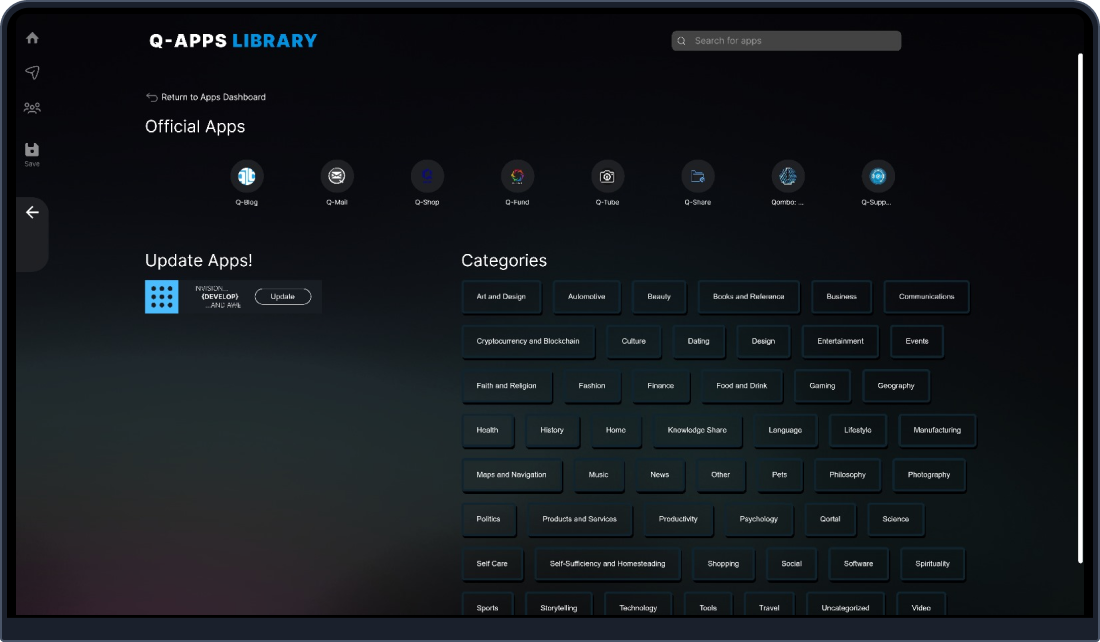 Q-APPS LIBRARY
Search for apps
Return to Apps Dashboard
Official Apps
Save
Q-Blog Q-Mail Q-Shop Q-Fund Q-Tube Q-Share Qombo: ... Q-Supp...
Update Apps!
NVISION...
{DEVELOP}
...AND AWE
Update
Categories
Art and Design Automotive Beauty Books and Reference Business Communications
Cryptocurrency and Blockchain Culture Dating Design Entertainment Events
Faith and Religion Fashion Finance Food and Drink Gaming Geography
Health History Home Knowledge Share Language Lifestyle Manufacturing
Maps and Navigation Music News Other Pets Philosophy Photography
Politics Products and Services Productivity Psychology Qortal Science
Self Care Self-Sufficiency and Homesteading Shopping Social Software Spirituality
Sports Storytelling Technology Tools Travel Uncategorized Video